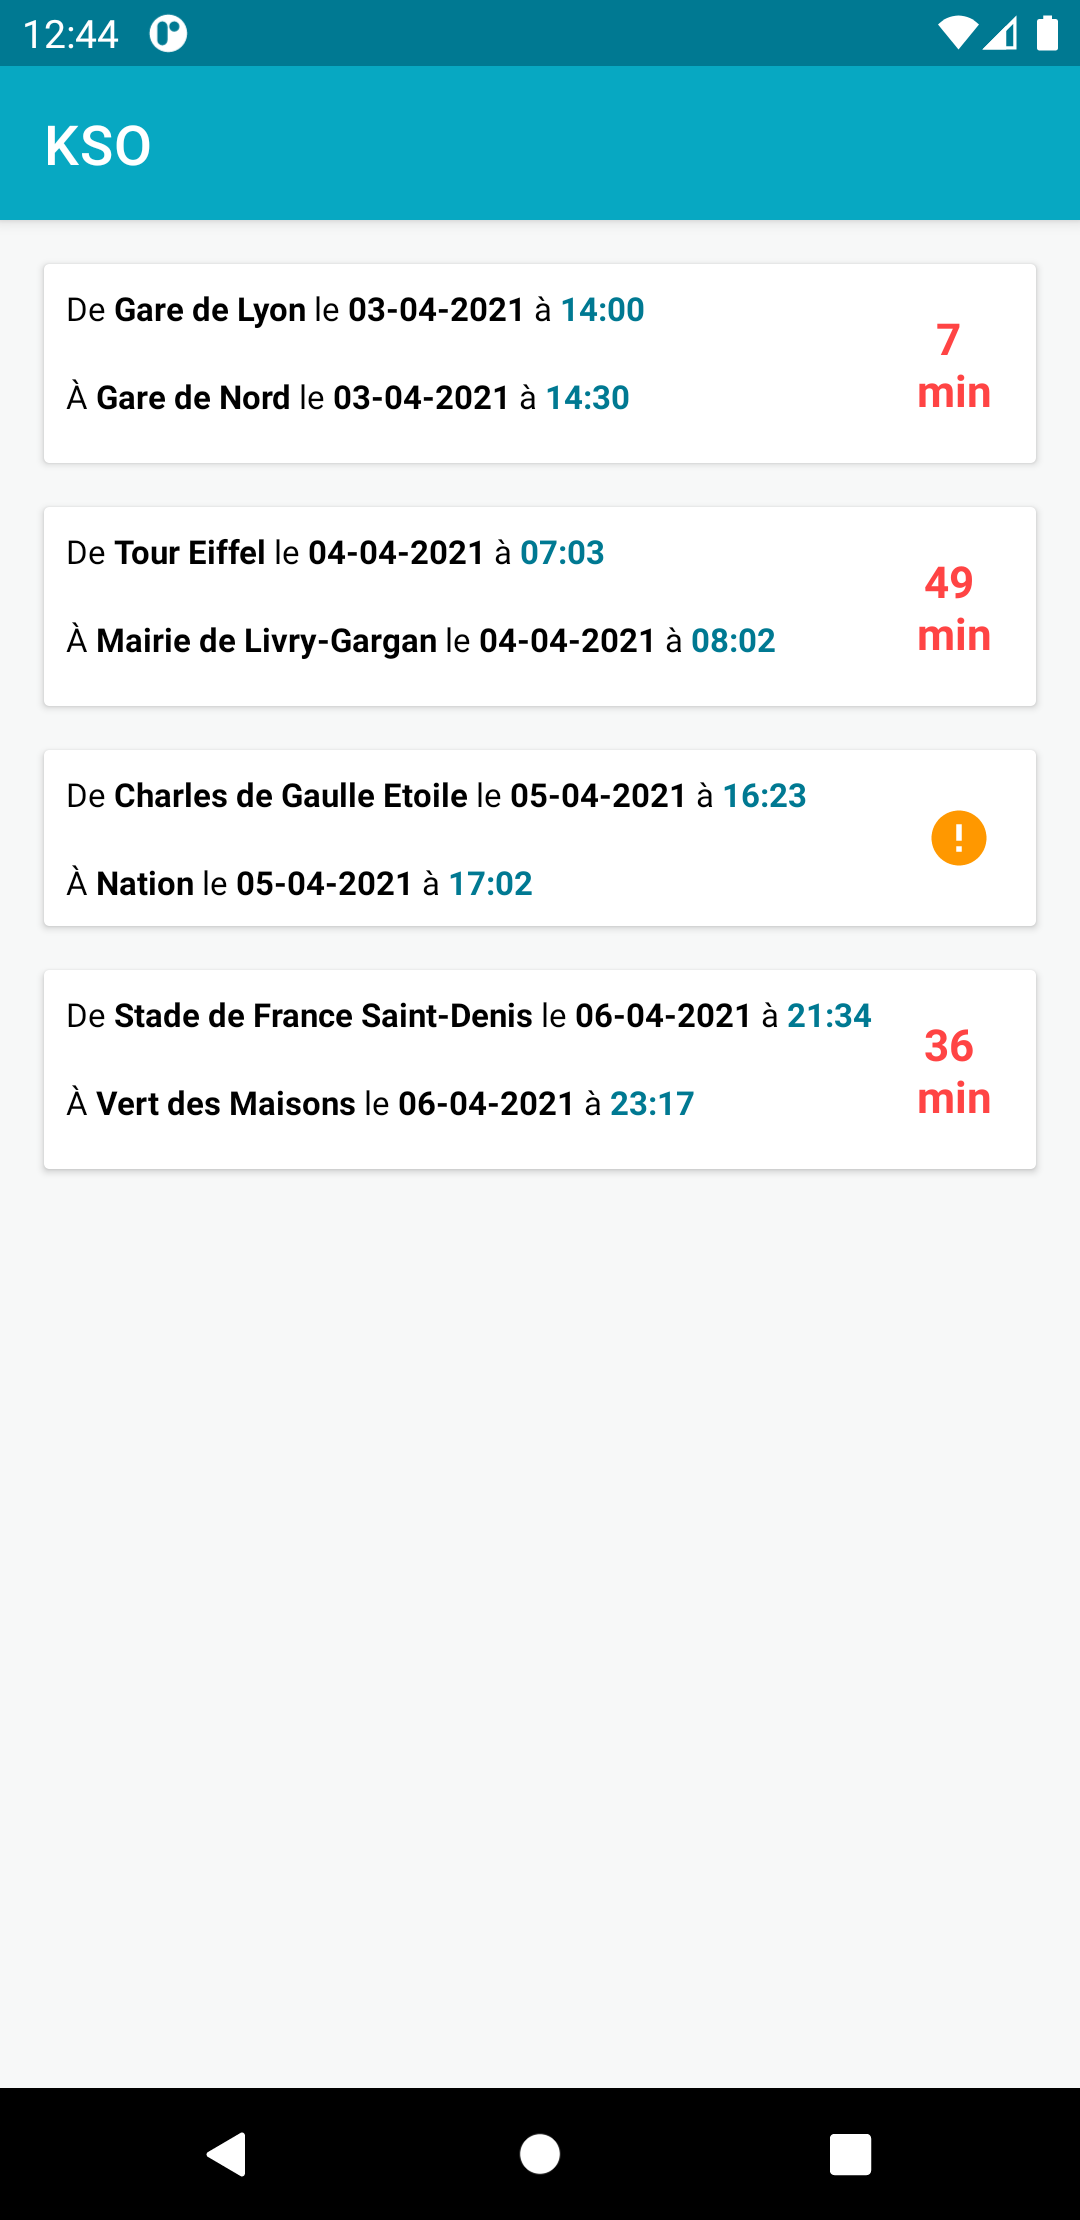 12:44
KSO
De Gare de Lyon le 03-04-2021 à 14:00
À Gare de Nord le 03-04-2021 à 14:30
7
min
De Tour Eiffel le 04-04-2021 à 07:03
À Mairie de Livry-Gargan le 04-04-2021 à 08:02
49
min
De Charles de Gaulle Etoile le 05-04-2021 à 16:23
À Nation le 05-04-2021 à 17:02
De Stade de France Saint-Denis le 06-04-2021 à 21:34
À Vert des Maisons le 06-04-2021 à 23:17
36
min